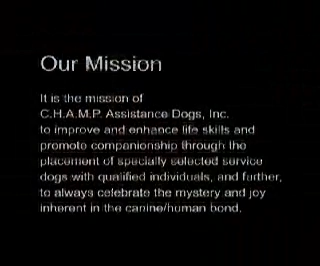 Our Mission
It is the mission of
C.H.A.M.P. Assistance Dogs, Inc.
to improve and enhance life skills and
promote companionship through the
placement of specially selected service
dogs with qualified individuals, and further,
to always celebrate the mystery and joy
inherent in the canine/human bond.